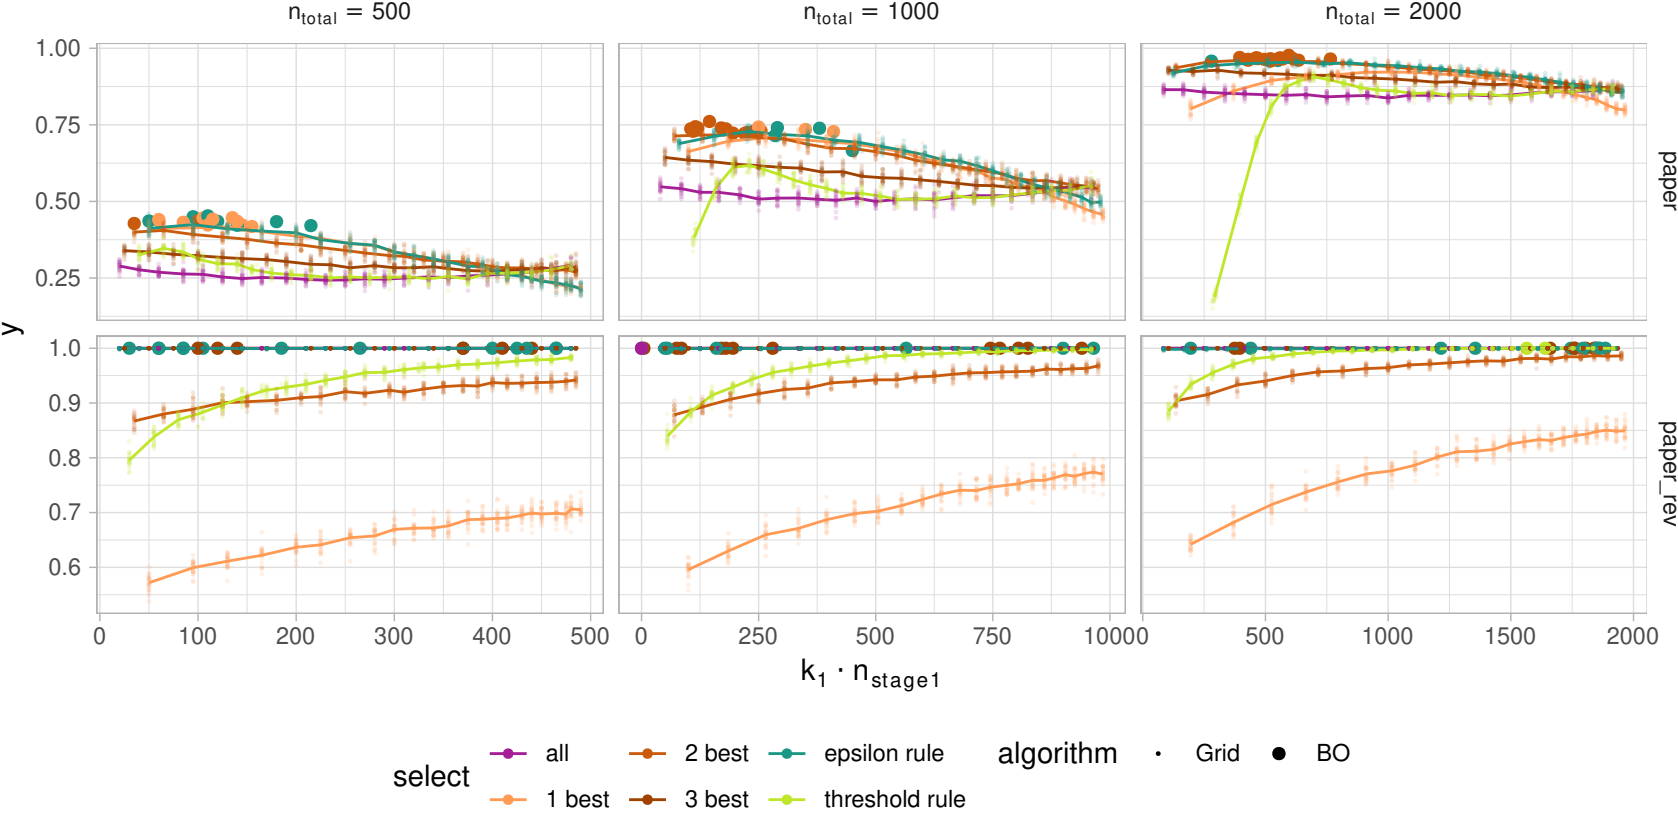 n_total = 500 n_total = 1000 n_total = 2000
1.00
0.75
0.50
0.25
paper
y
1.0
0.9
0.8
0.7
0.6
paper_rev
0 100 200 300 400 500 0 250 500 750 1000 0 500 1000 1500 2000
k_1 · n_stage1
select
all 2 best epsilon rule
1 best 3 best threshold rule
algorithm Grid BO